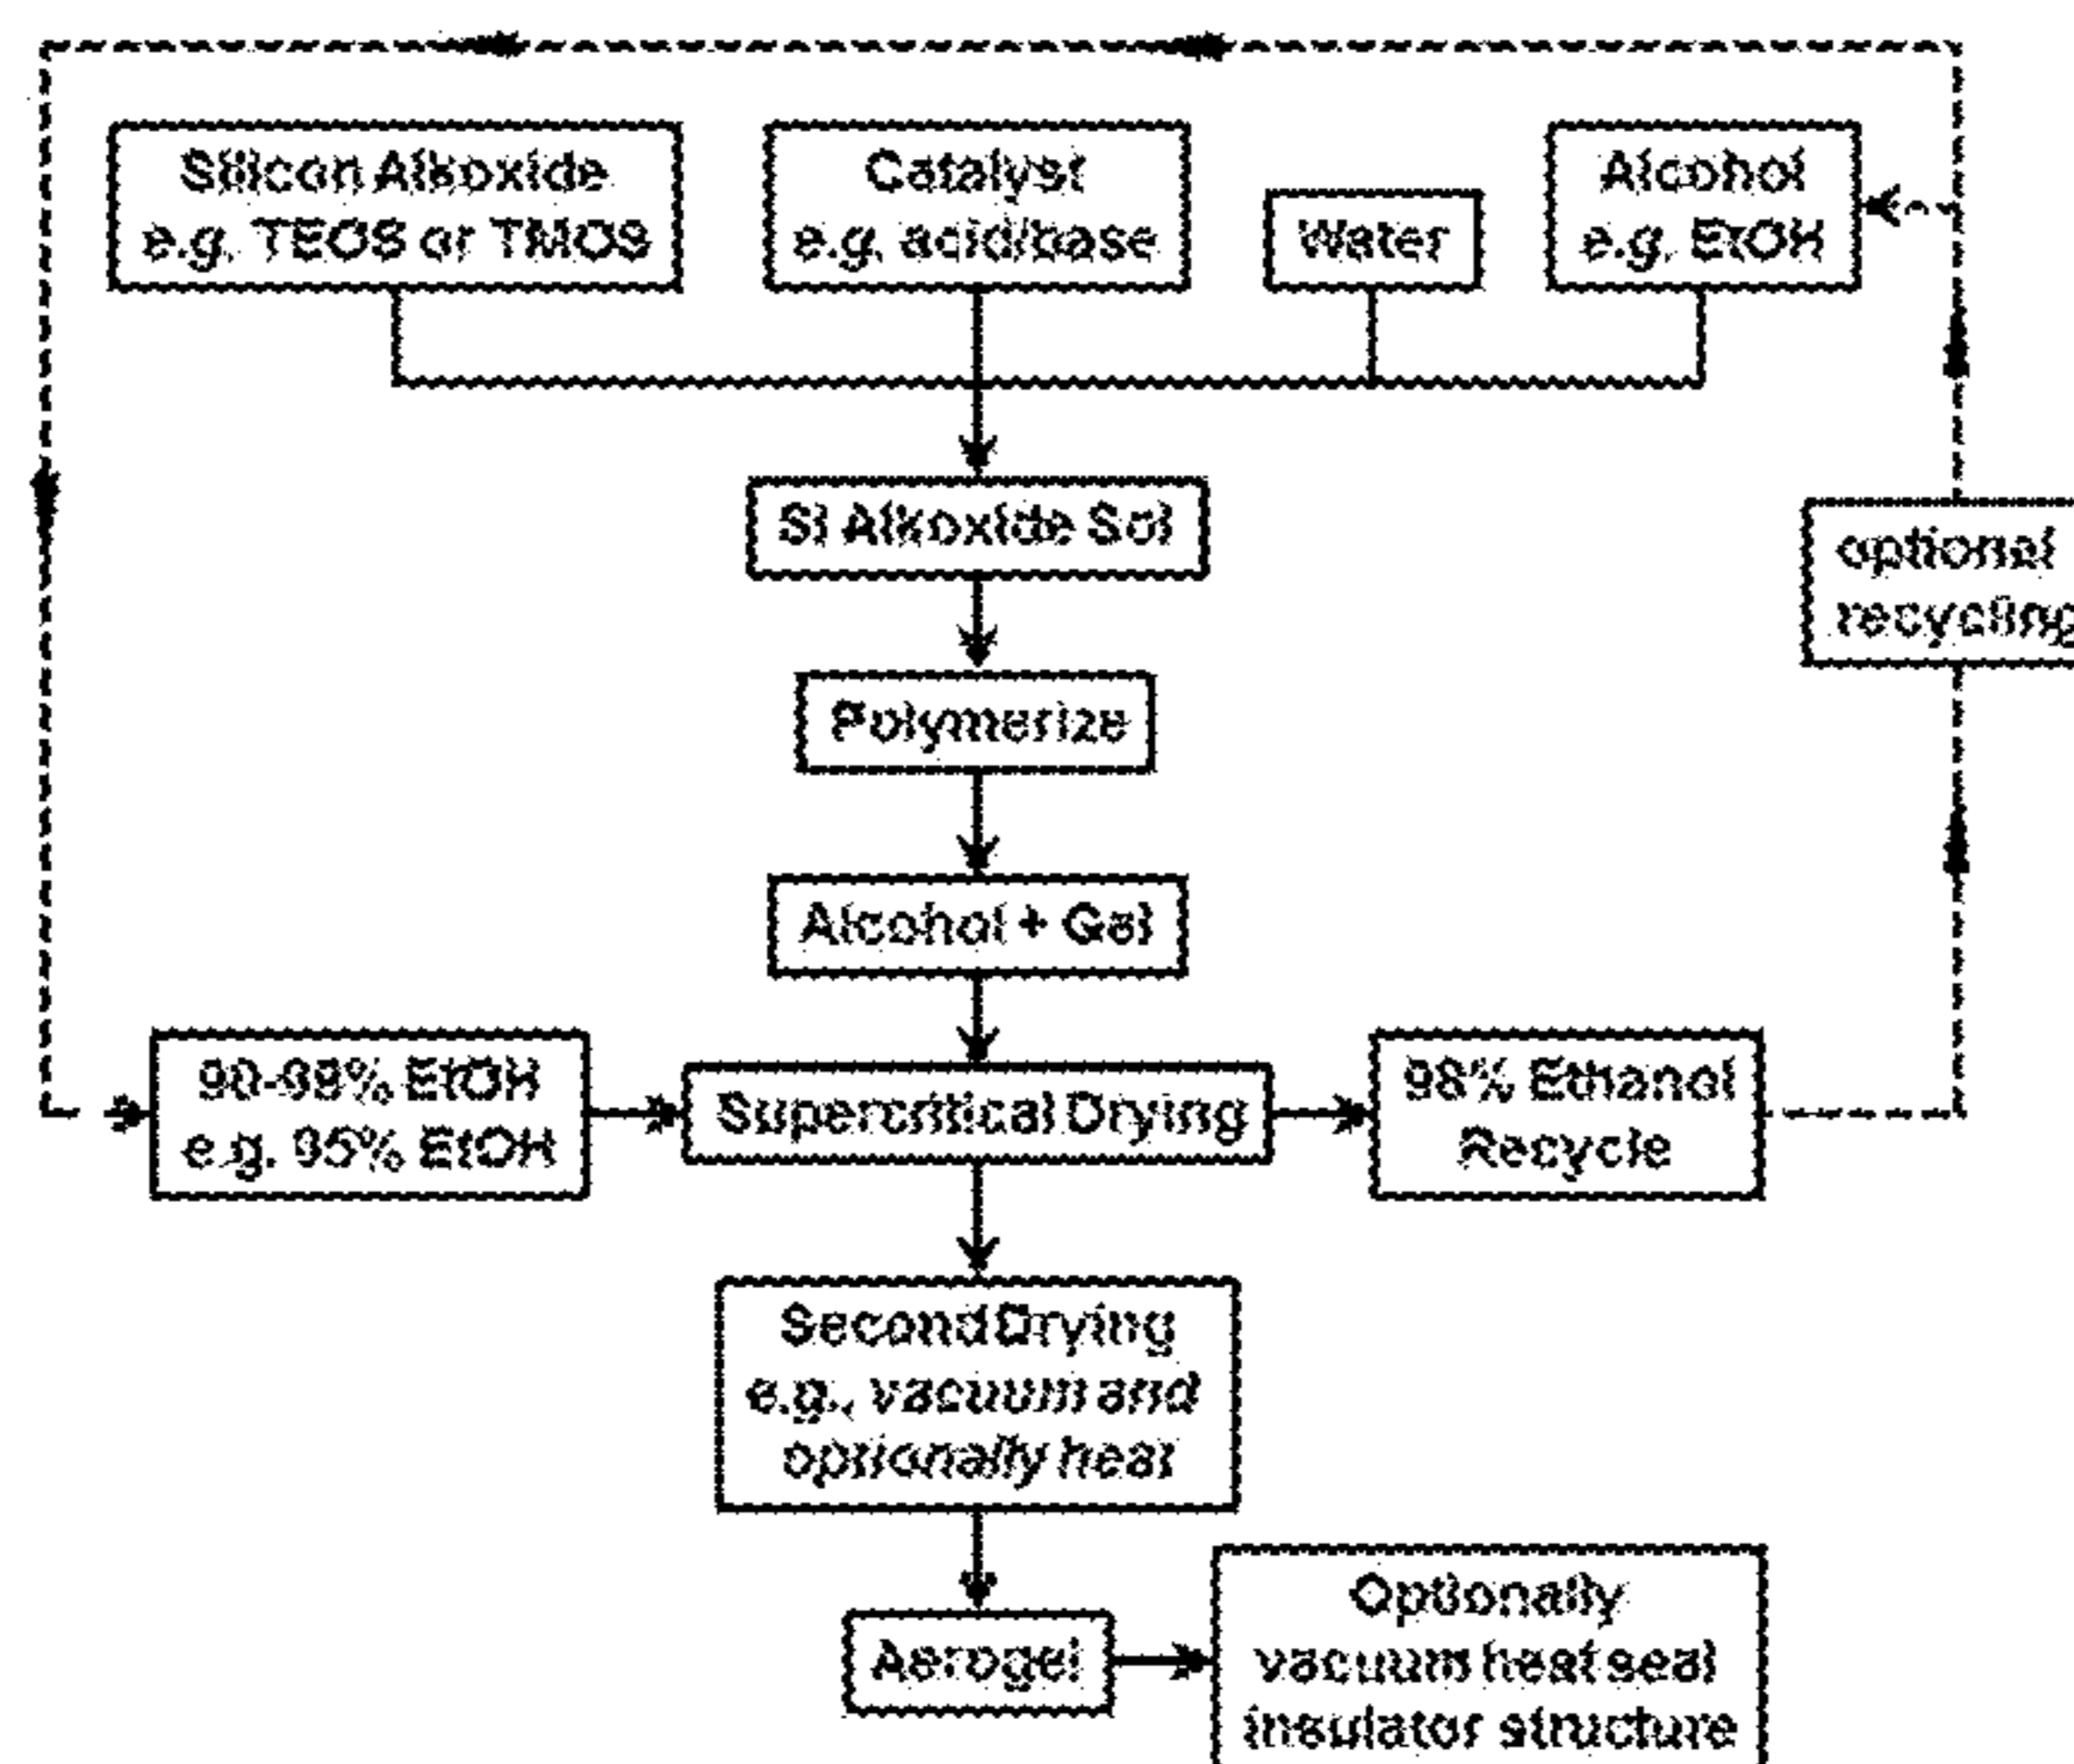 Silicon Alkoxide
e.g. TEOS or TMOS
Catalyst
e.g. acid/base
Water
Alcohol
e.g. EtOH
Si Alkoxide Sol
optional
recycling
Polymerize
Alcohol + Gel
90-98% EtOH
e.g. 95% EtOH
Supercritical Drying
98% Ethanol
Recycle
Second Drying
e.g., vacuum and
optionally heat
Aerogel
Optionally
vacuum heat seal
insulator structure